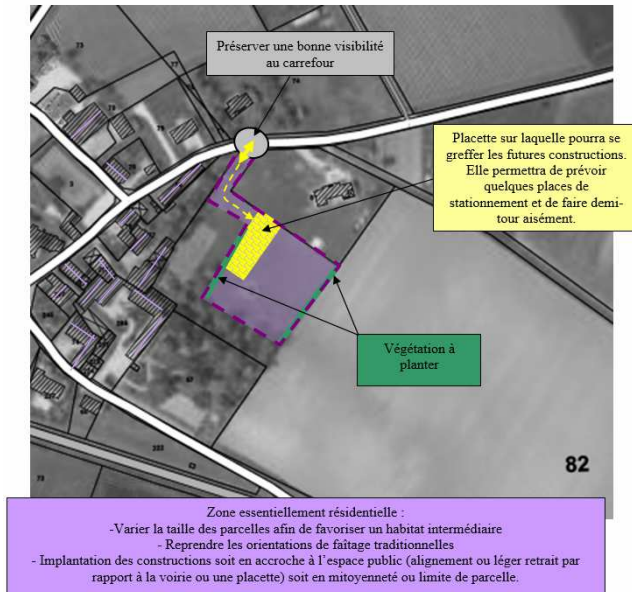 Préserver une bonne visibilité
au carrefour
Placette sur laquelle pourra se
greffer les futures constructions.
Elle permettra de prévoir
quelques places de
stationnement et de faire demi-
tour aisément.
Végétation à
planter
82
Zone essentiellement résidentielle :
-Varier la taille des parcelles afin de favoriser un habitat intermédiaire
- Reprendre les orientations de faîtage traditionnelles
- Implantation des constructions soit en accroche à l'espace public (alignement ou léger retrait par
rapport à la voirie ou une placette) soit en mitoyenneté ou limite de parcelle.